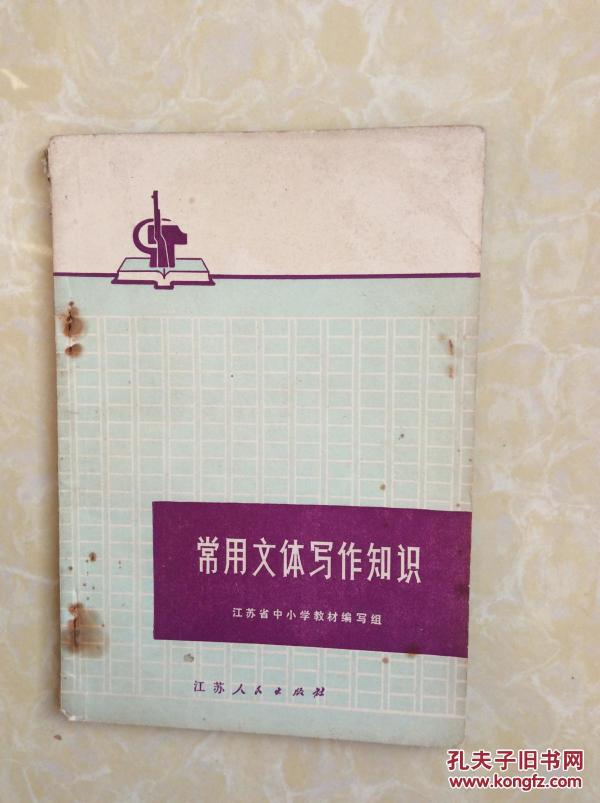 常用文体写作知识
江苏省中小学教材编写组
江苏人民出版社
孔夫子旧书网
www.kongfz.com